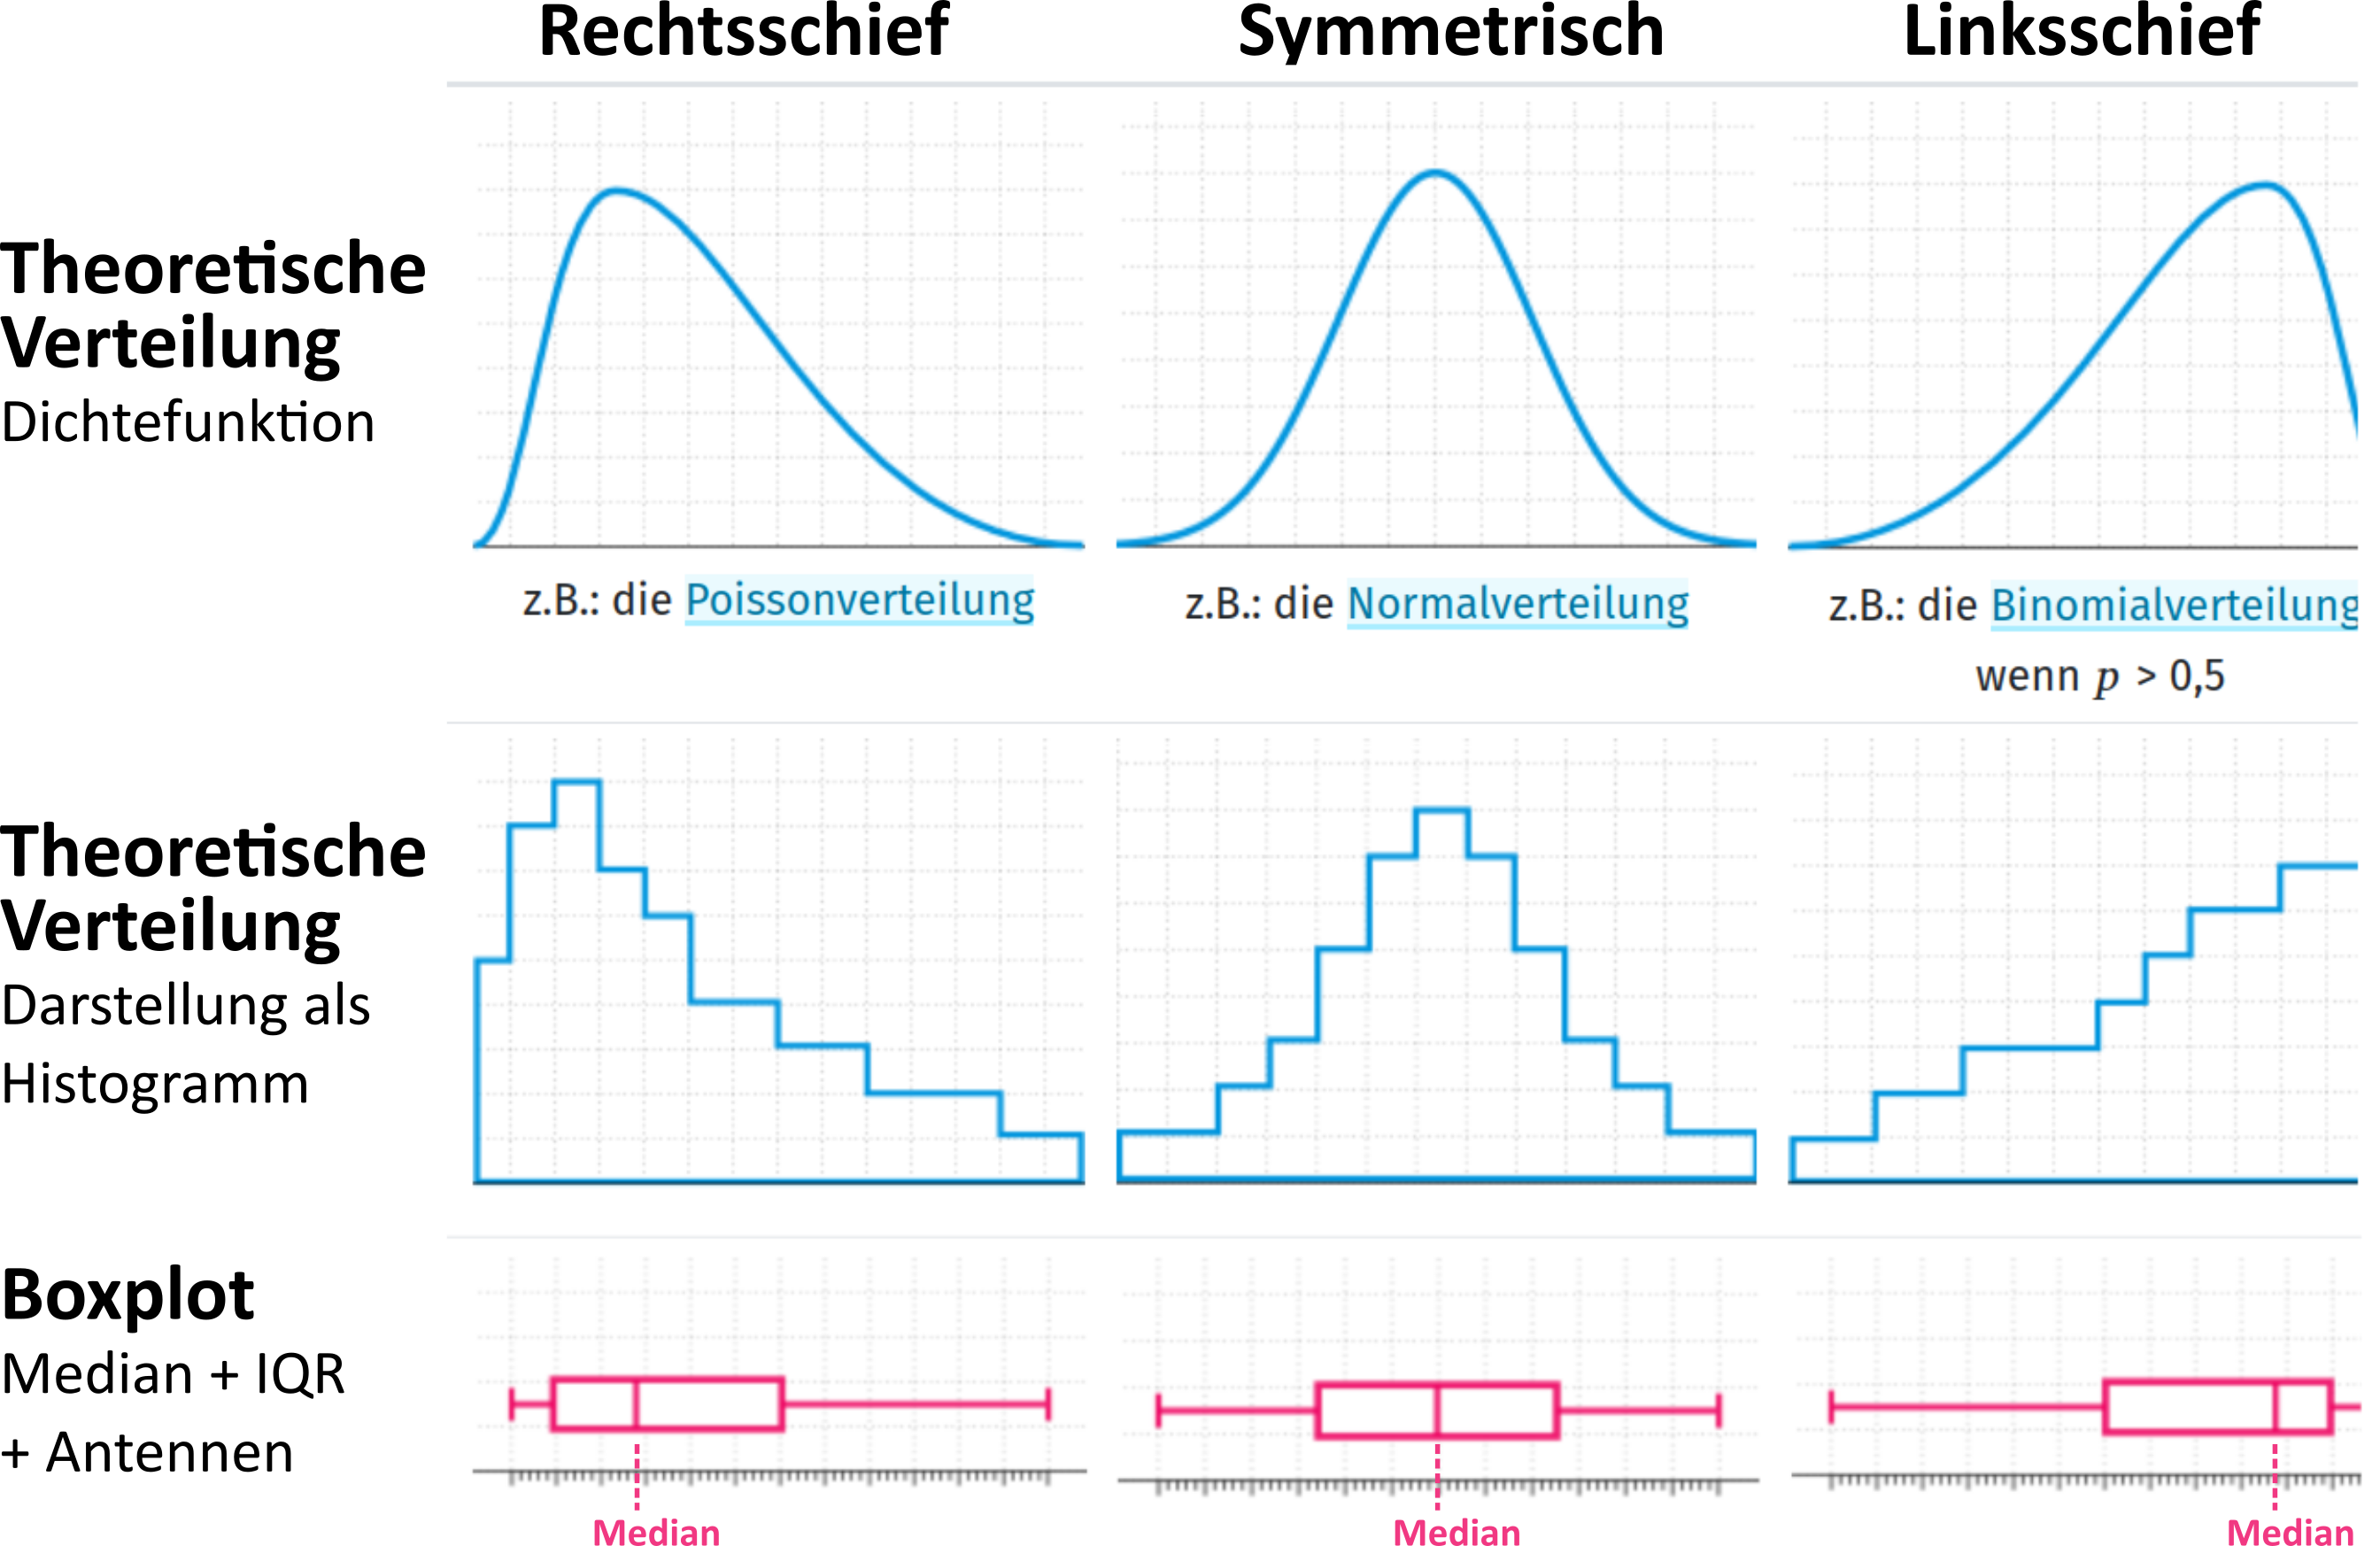 Rechtsschief Symmetrisch Linksschief
Theoretische
Verteilung
Dichtefunktion
z.B.: die Poissonverteilung
z.B.: die Normalverteilung
z.B.: die Binomialverteilung
wenn p > 0,5
Theoretische
Verteilung
Darstellung als
Histogramm
Boxplot
Median + IQR
+ Antennen
Median
Median
Median